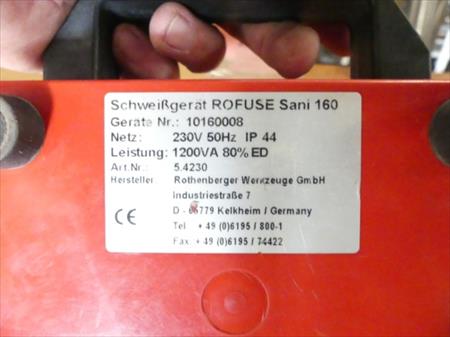 Schweißgerät ROFUSE Sani 160
Geräte Nr.: 10160008
Netz: 230V 50Hz IP 44
Leistung: 1200VA 80% ED
Art.Nr.: 5.4230
Hersteller Rothenberger Werkzeuge GmbH
Industriestraße 7
D - 65779 Kelkheim / Germany
CE
Tel + 49 (0)6195 / 800-1
Fax: + 49 (0)6195 / 74422